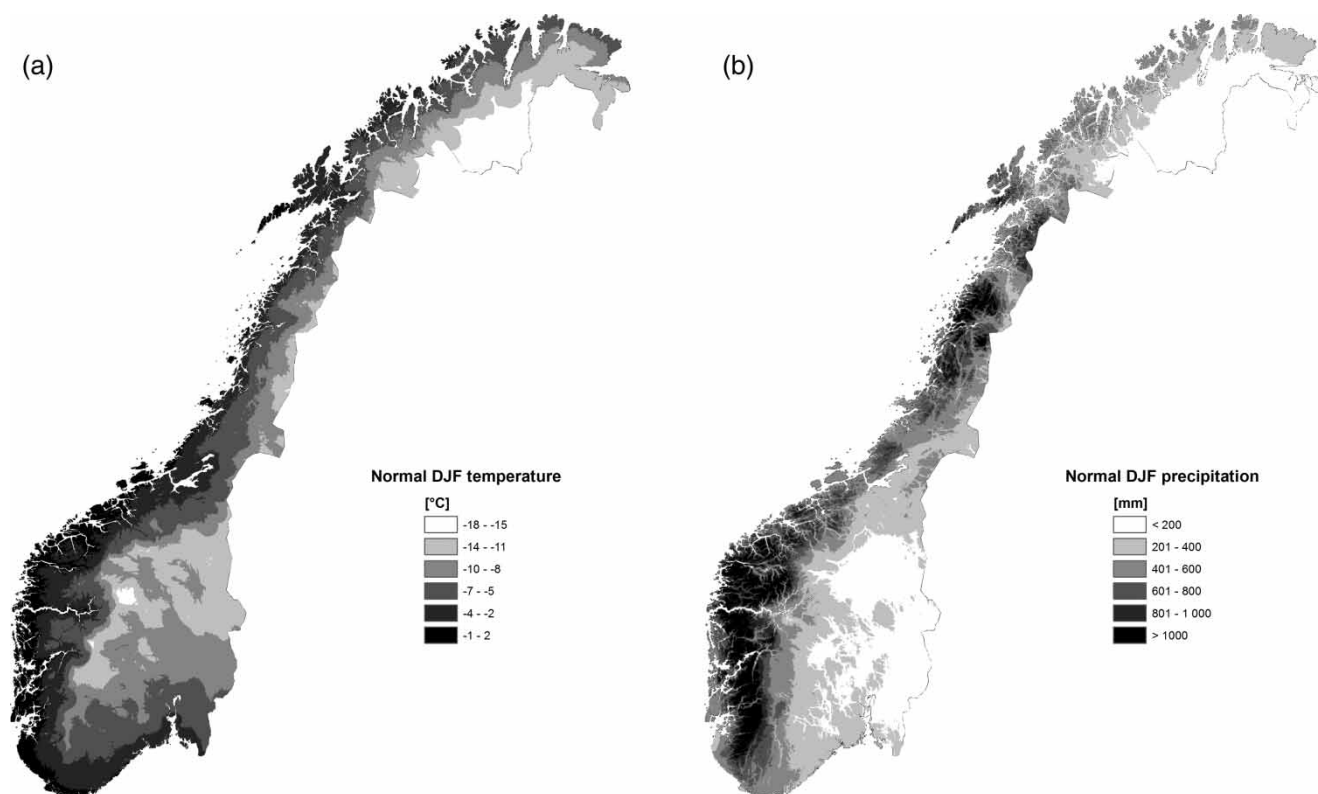 (a)
Normal DJF temperature
[°C]
-18 - -15
-14 - -11
-10 - -8
-7 - -5
-4 - -2
-1 - 2
(b)
Normal DJF precipitation
[mm]
< 200
201 - 400
401 - 600
601 - 800
801 - 1 000
> 1000